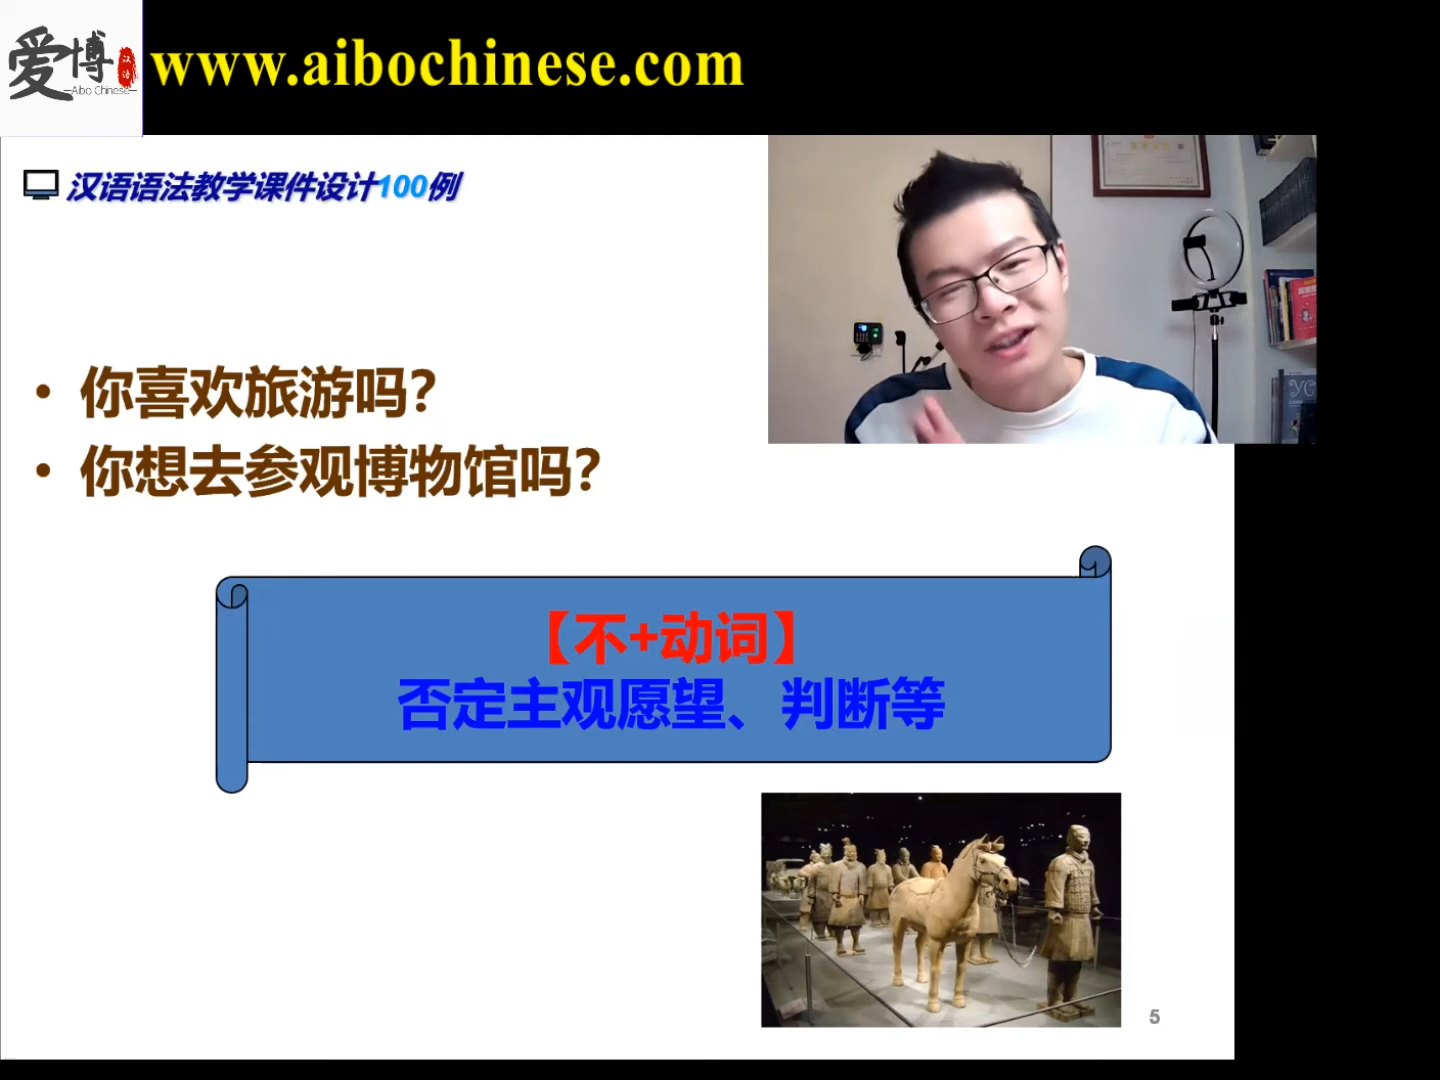 爱博
汉语
Aibo Chinese
www.aibochinese.com
汉语语法教学课件设计100例
• 你喜欢旅游吗?
• 你想去参观博物馆吗?
【不+动词】
否定主观愿望、判断等
5